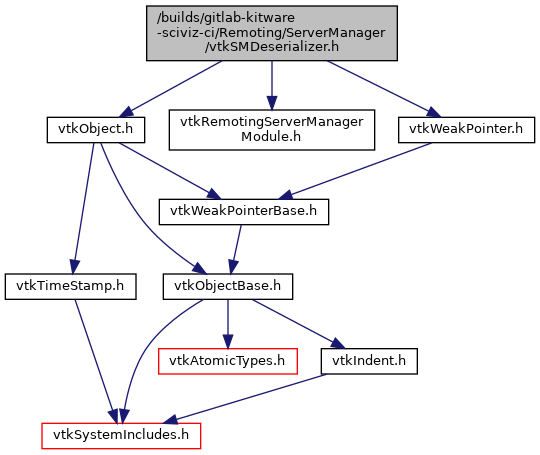 /builds/gitlab-kitware
-sciviz-ci/Remoting/ServerManager
/vtkSMDeserializer.h
vtkObject.h
vtkRemotingServerManager
Module.h
vtkWeakPointer.h
vtkWeakPointerBase.h
vtkTimeStamp.h
vtkObjectBase.h
vtkAtomicTypes.h
vtkIndent.h
vtkSystemIncludes.h